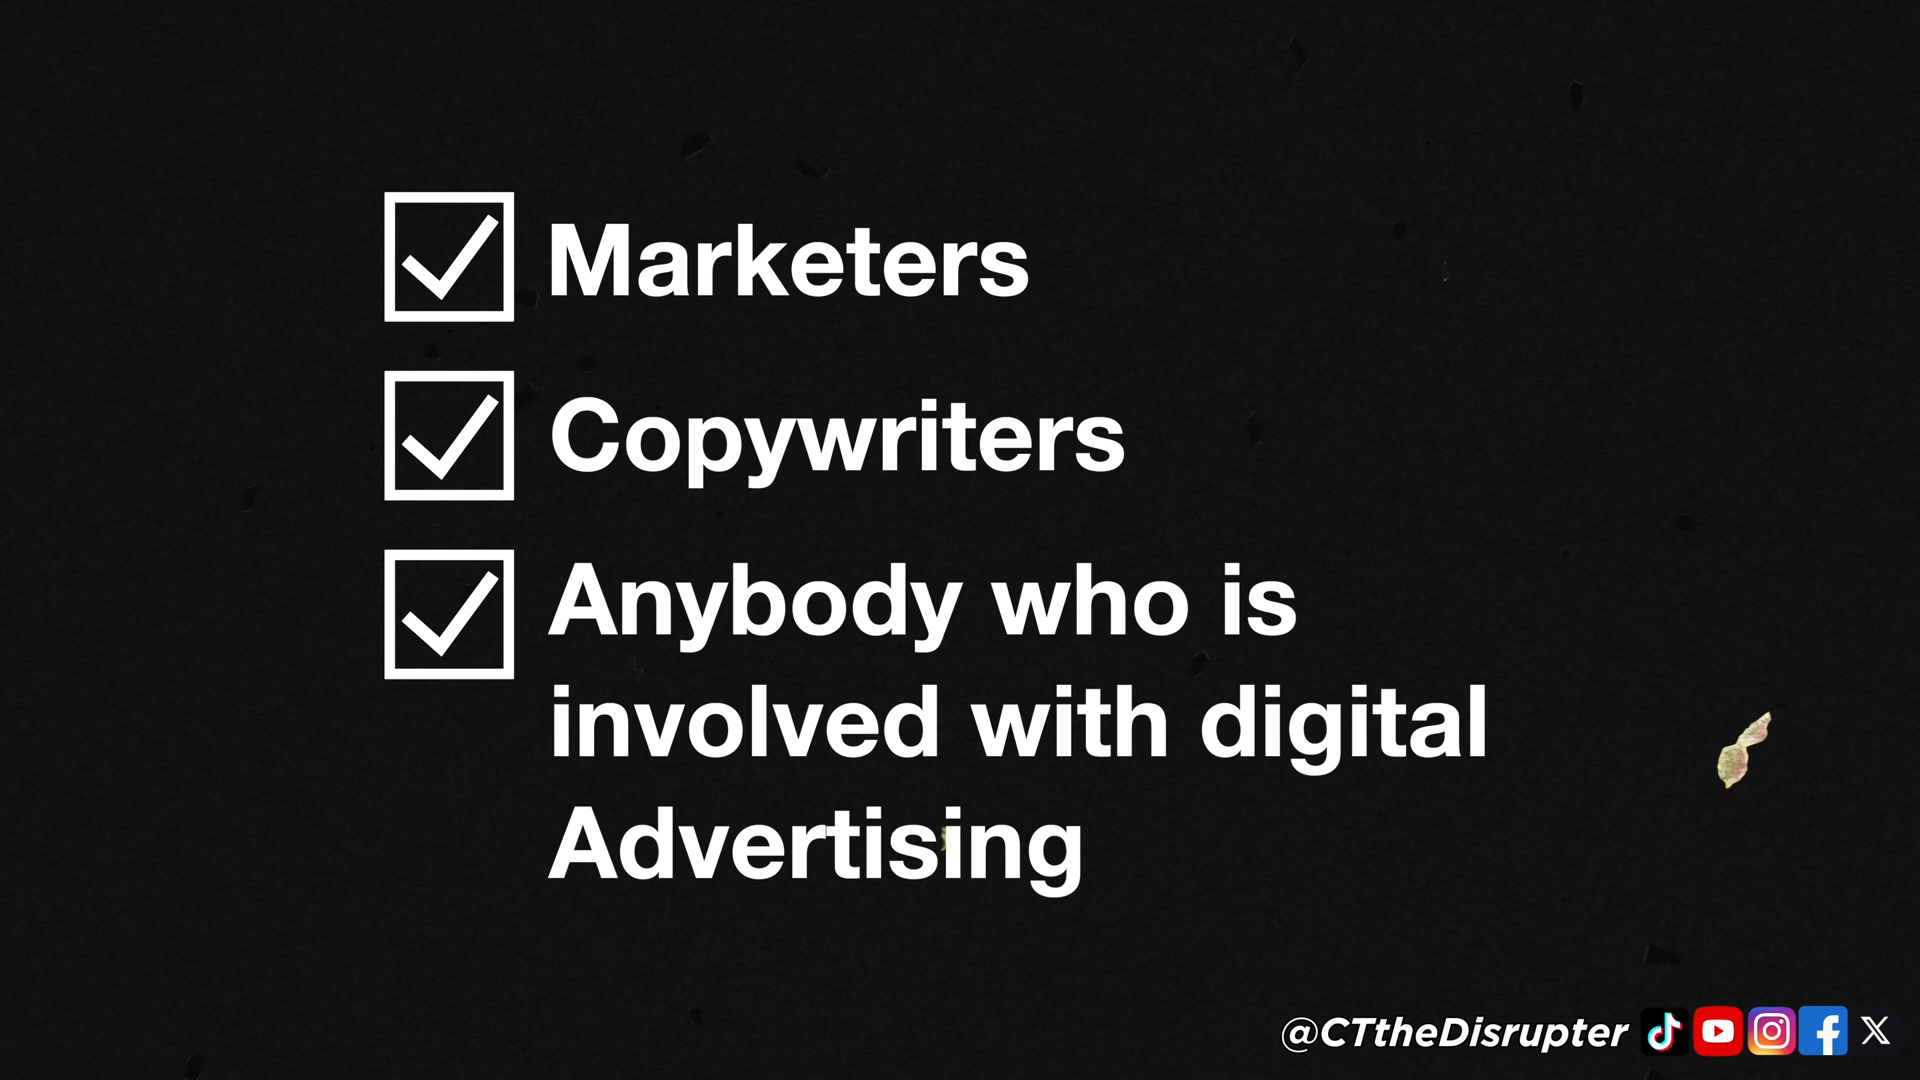 Marketers
Copywriters
Anybody who is
involved with digital
Advertising
@CTtheDisrupter